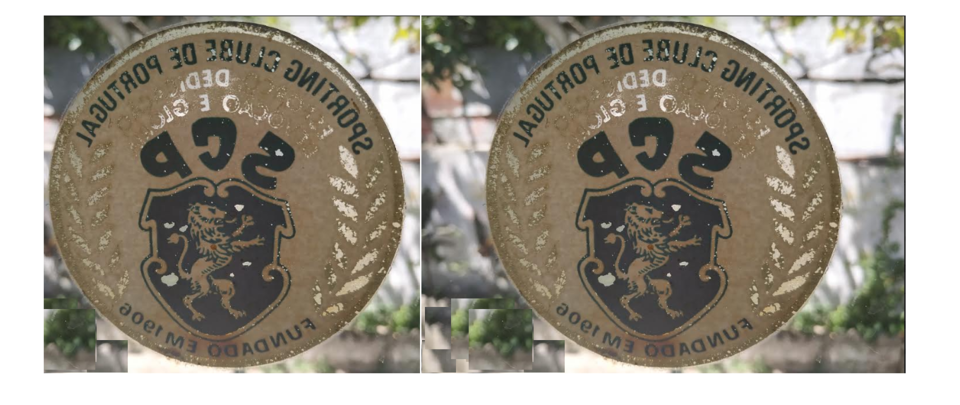 SPORTING CLUBE DE PORTUGAL
E
SCP
FUNDADO EM 1906
SPORTING CLUBE DE PORTUGAL
E
SCP
FUNDADO EM 1906